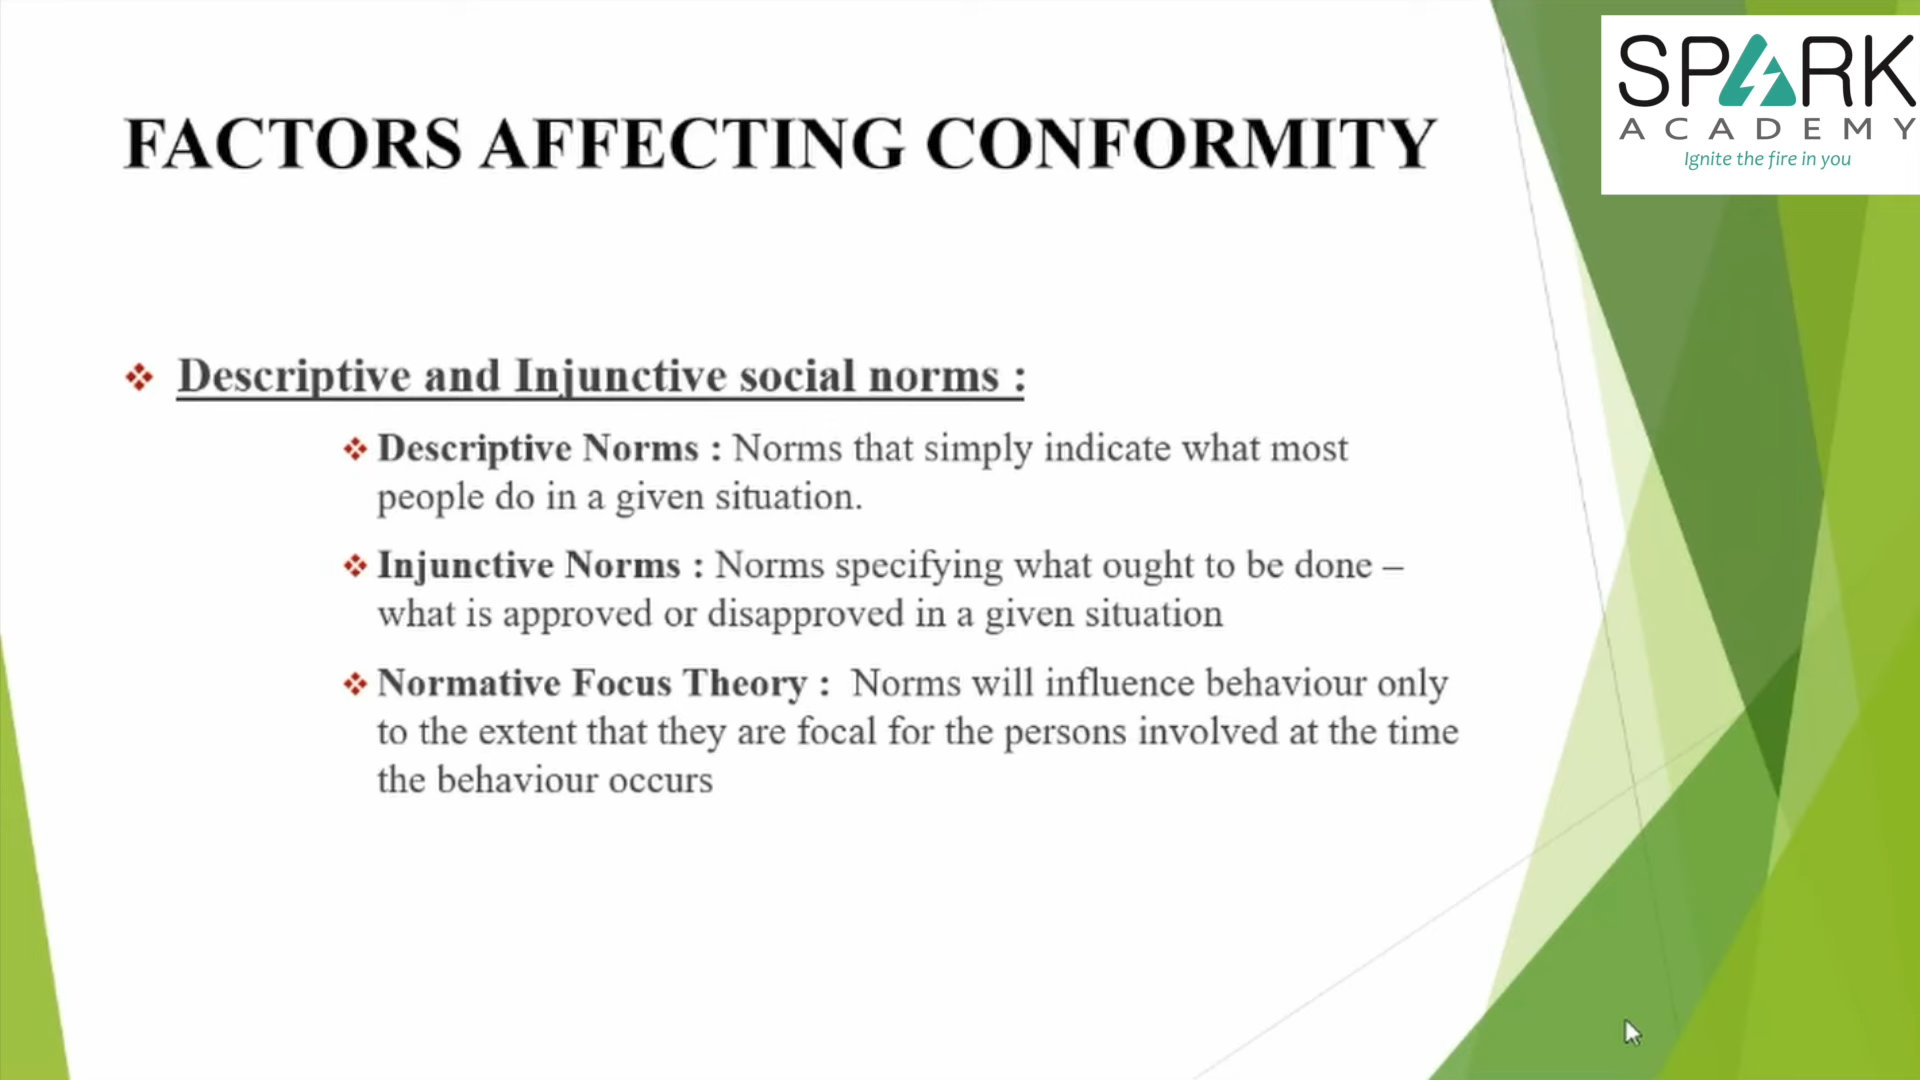 SPARK
ACADEMY
Ignite the fire in you
FACTORS AFFECTING CONFORMITY
Descriptive and Injunctive social norms :
Descriptive Norms : Norms that simply indicate what most
people do in a given situation.
Injunctive Norms : Norms specifying what ought to be done –
what is approved or disapproved in a given situation
Normative Focus Theory : Norms will influence behaviour only
to the extent that they are focal for the persons involved at the time
the behaviour occurs